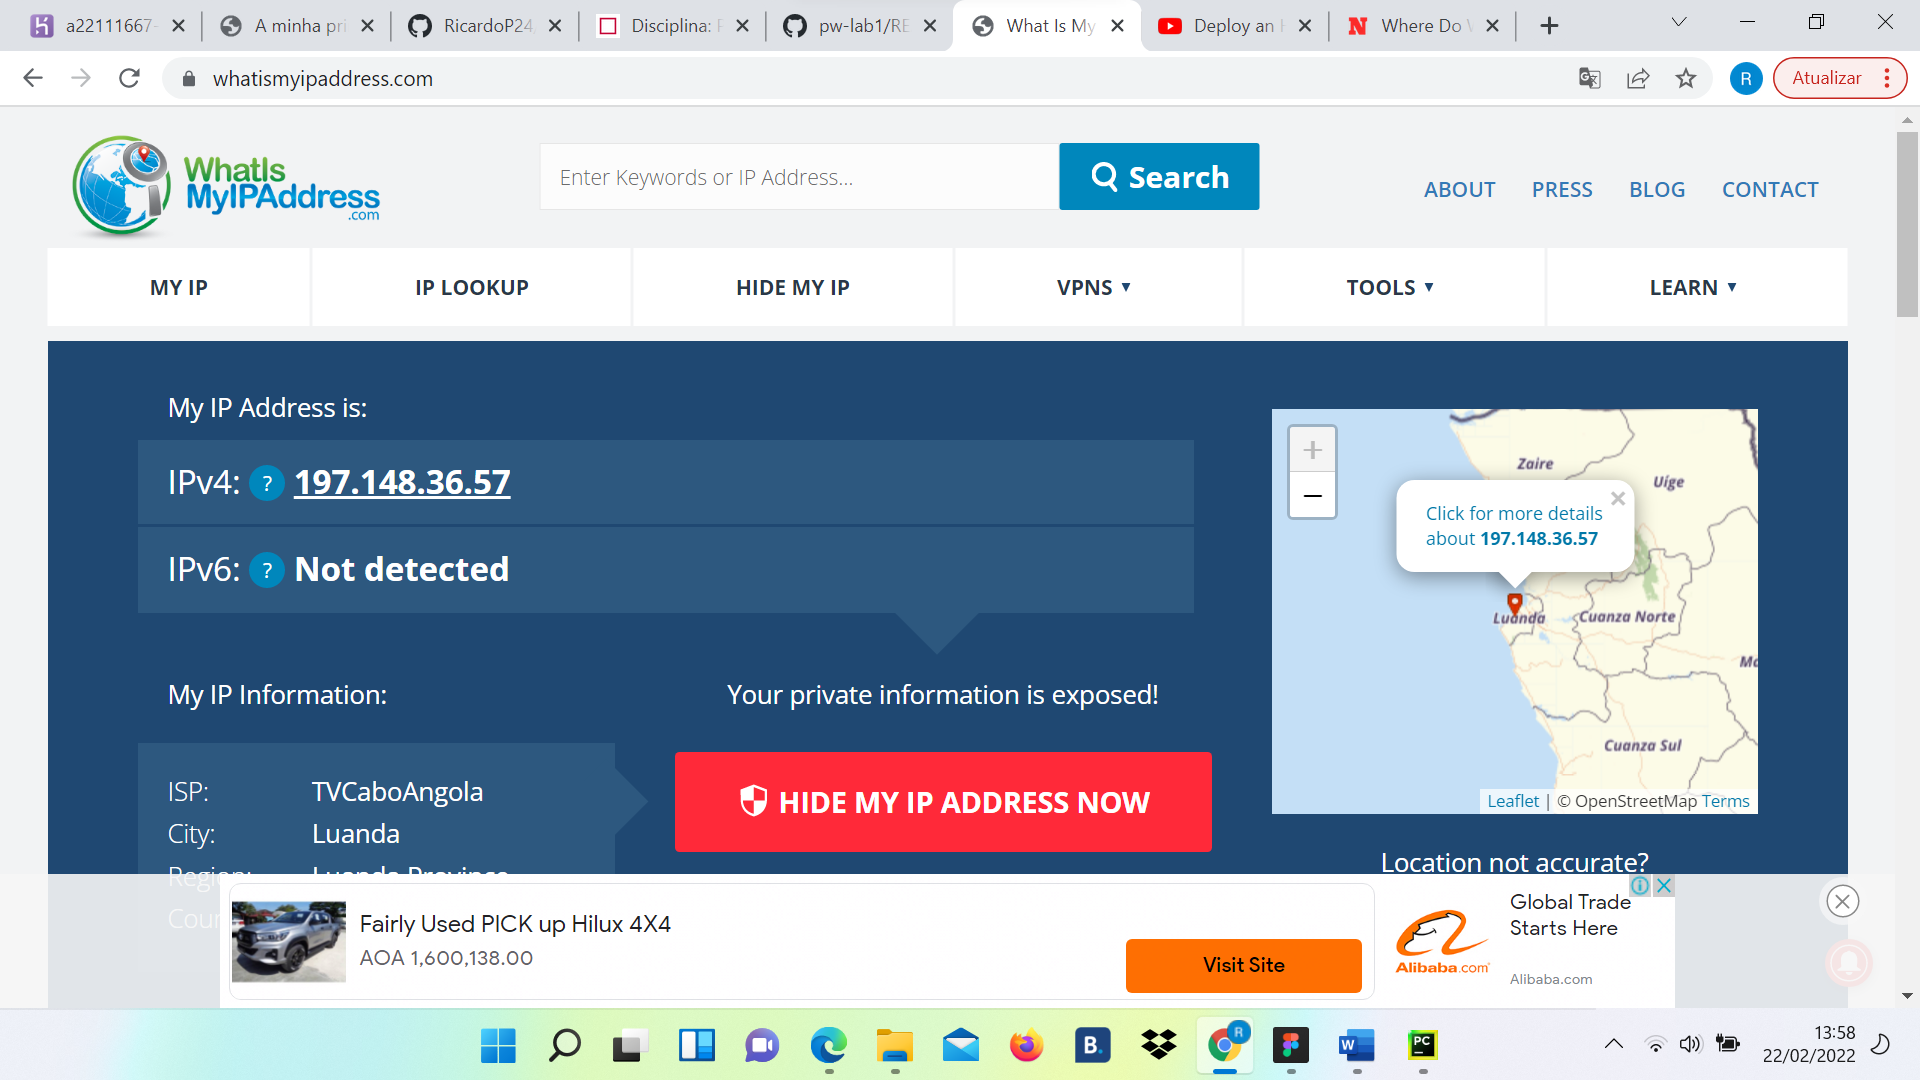 a22111667-
A minha pri
RicardoP24
Disciplina: P
pw-lab1/RE
What Is My
Deploy an H
Where Do
whatismyipaddress.com
R
Atualizar
WhatIs
MyIPAddress
.com
Enter Keywords or IP Address...
Search
ABOUT
PRESS
BLOG
CONTACT
MY IP
IP LOOKUP
HIDE MY IP
VPNS
TOOLS
LEARN
My IP Address is:
IPv4: ? 197.148.36.57
IPv6: ? Not detected
My IP Information:
Your private information is exposed!
ISP: TVCaboAngola
City: Luanda
Region: Luanda Province
Coun
HIDE MY IP ADDRESS NOW
+
−
Zaire
Uíge
Click for more details
about 197.148.36.57
Luanda
Cuanza Norte
Ma
Cuanza Sul
Leaflet | © OpenStreetMap Terms
Location not accurate?
Fairly Used PICK up Hilux 4X4
AOA 1,600,138.00
Visit Site
Alibaba.com
Global Trade
Starts Here
Alibaba.com
B.
R
W
PC
13:58
22/02/2022